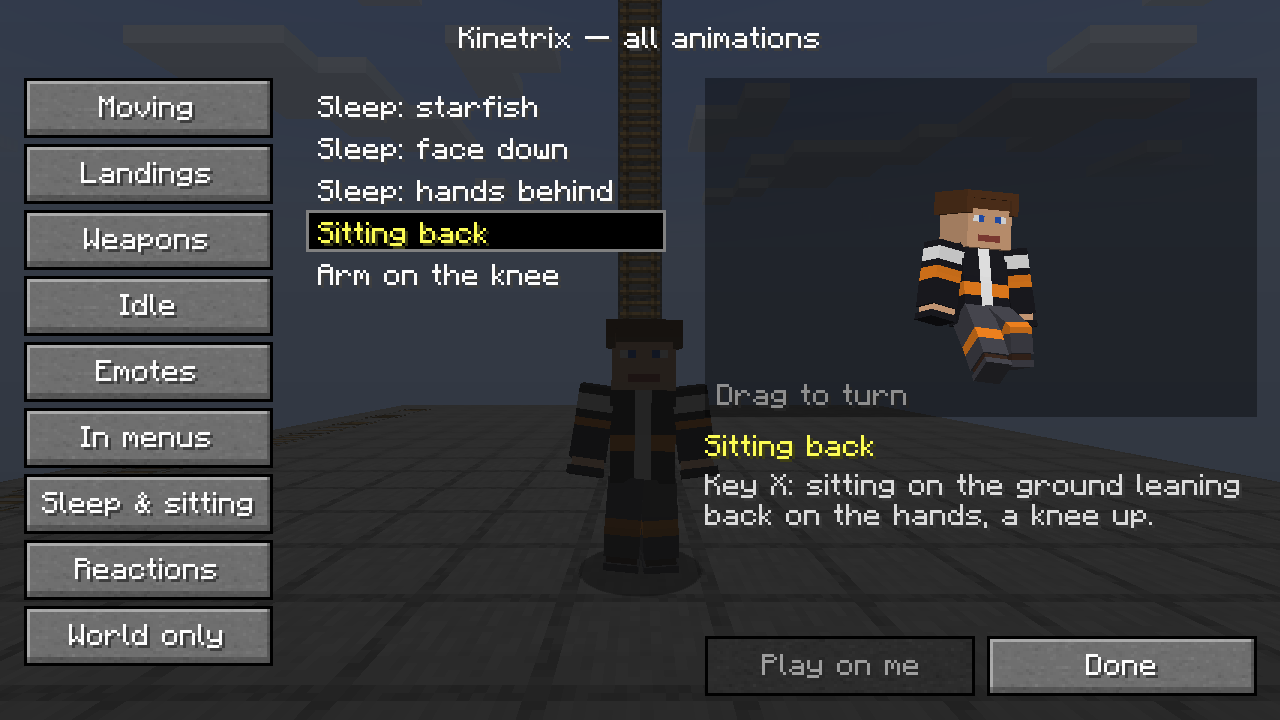 Kinetrix — all animations
Moving
Landings
Weapons
Idle
Emotes
In menus
Sleep & sitting
Reactions
World only
Sleep: starfish
Sleep: face down
Sleep: hands behind
Sitting back
Arm on the knee
Drag to turn
Sitting back
Key X: sitting on the ground leaning
back on the hands, a knee up.
Play on me
Done